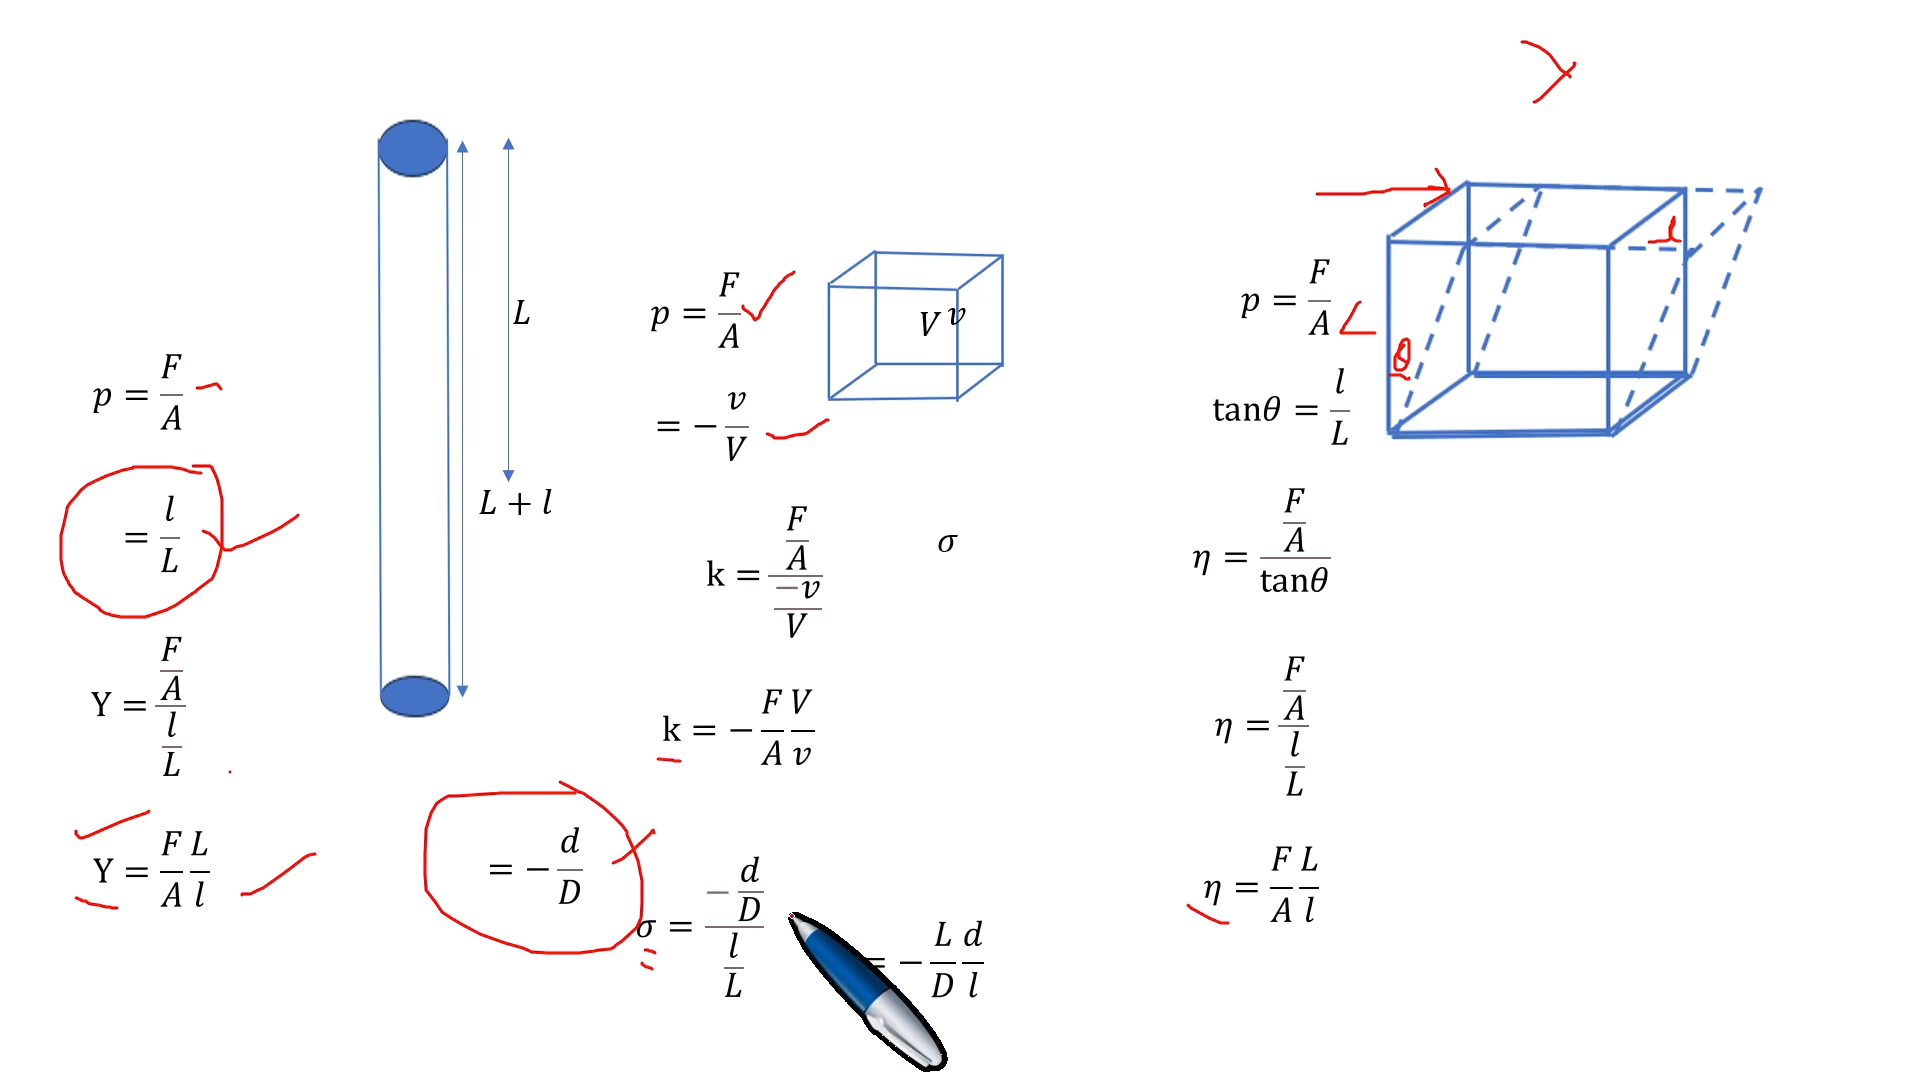 p = F/A
= l/L
Y = (F/A)/(l/L)
Y = F/A L/l
L
L + l
= − d/D
p = F/A
= − v/V
V v
k = (F/A)/(−v/V)
σ
k = − F/A V/v
σ = (− d/D)/(l/L)
= − L/D d/l
l
p = F/A
θ
tanθ = l/L
η = (F/A)/tanθ
η = (F/A)/(l/L)
η = F/A L/l